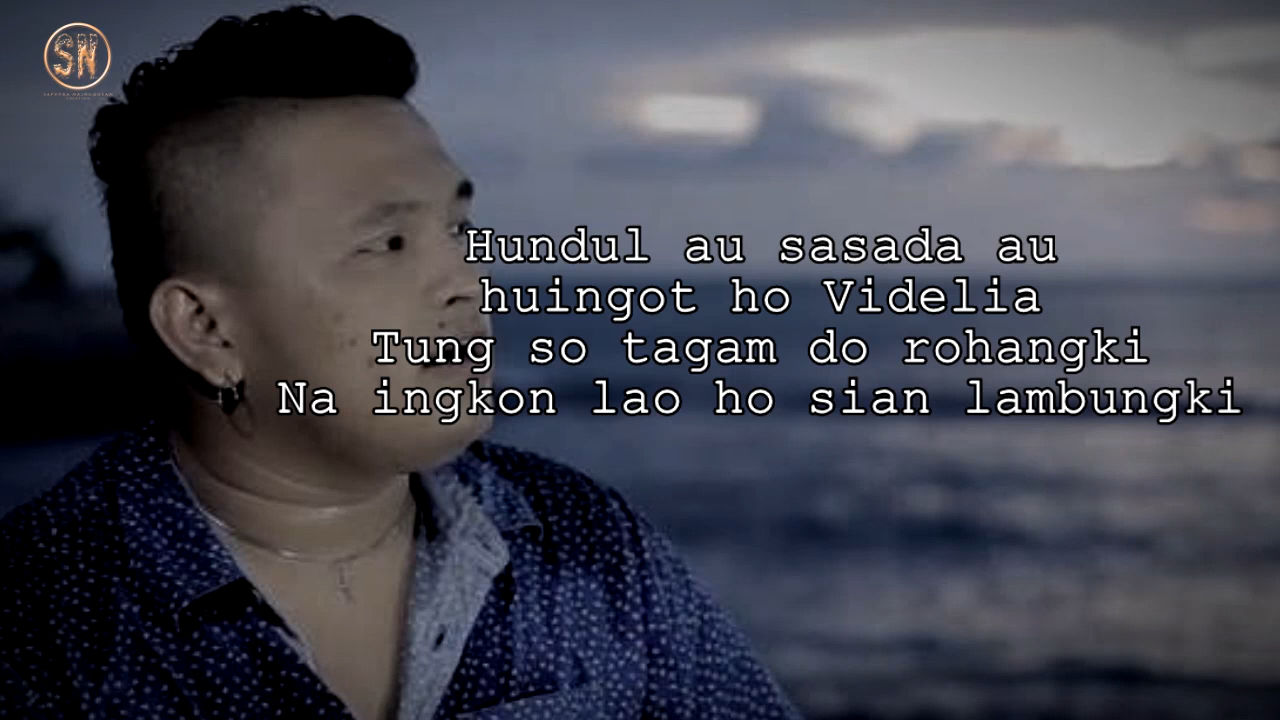 SN
Hundul au sasada au
huingot ho Videlia
Tung so tagam do rohangki
Na ingkon lao ho sian lambungki